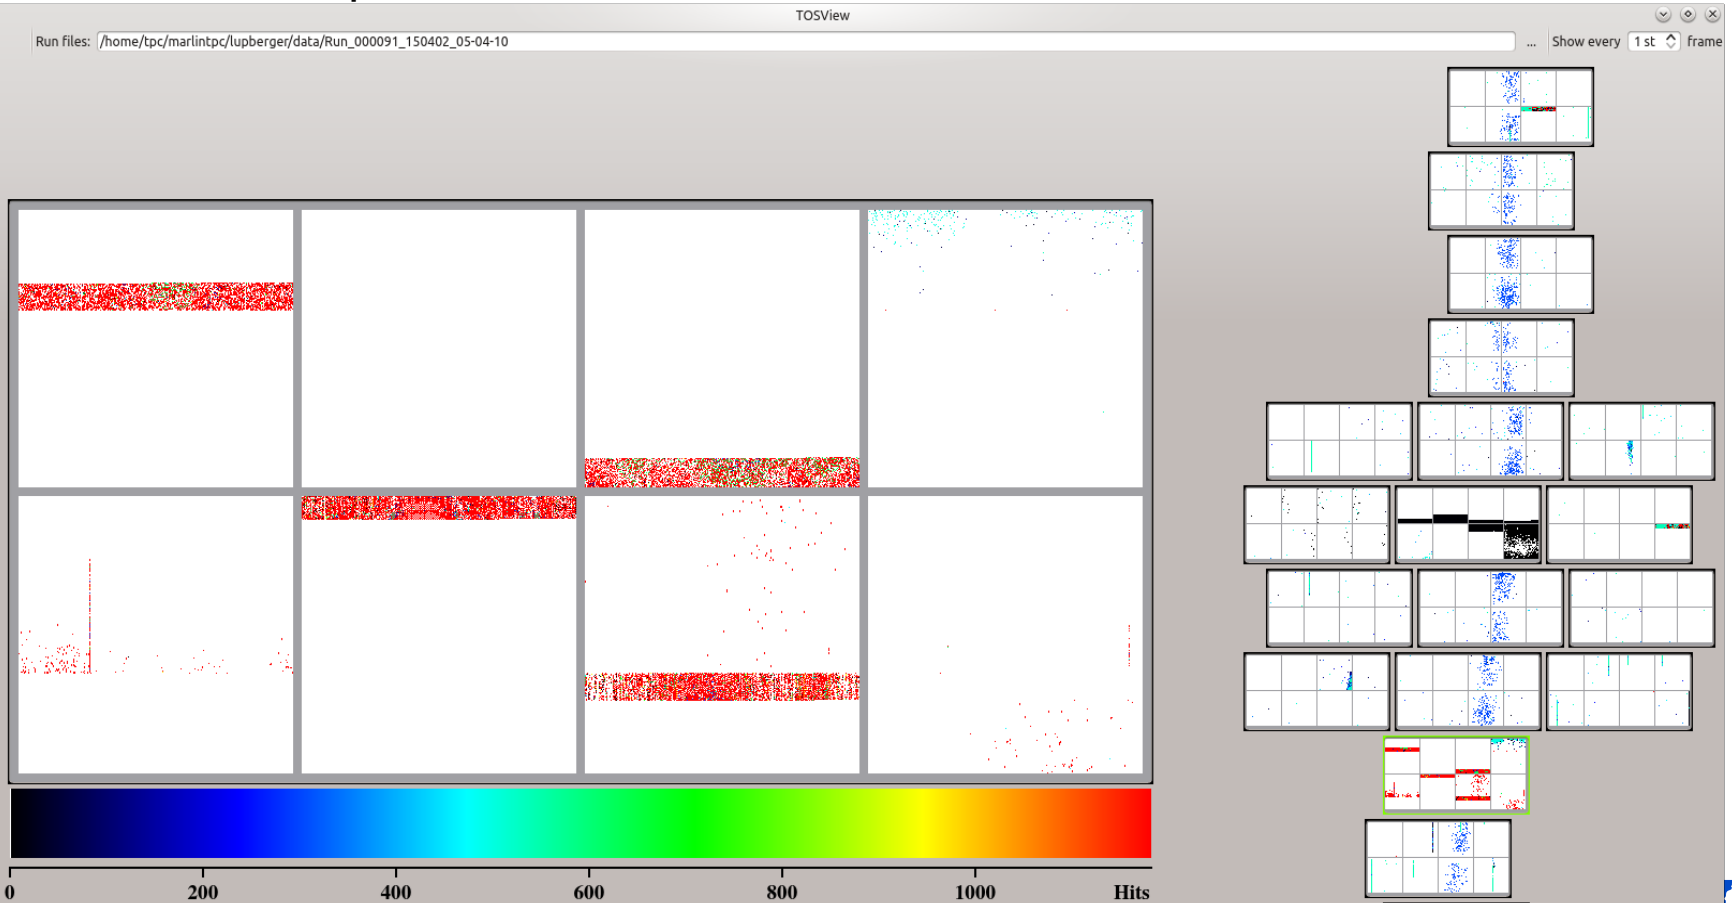 TOSView
Run files: /home/tpc/marlintpc/lupberger/data/Run_000091_150402_05-04-10 ... Show every 1 st frame
0 200 400 600 800 1000 Hits